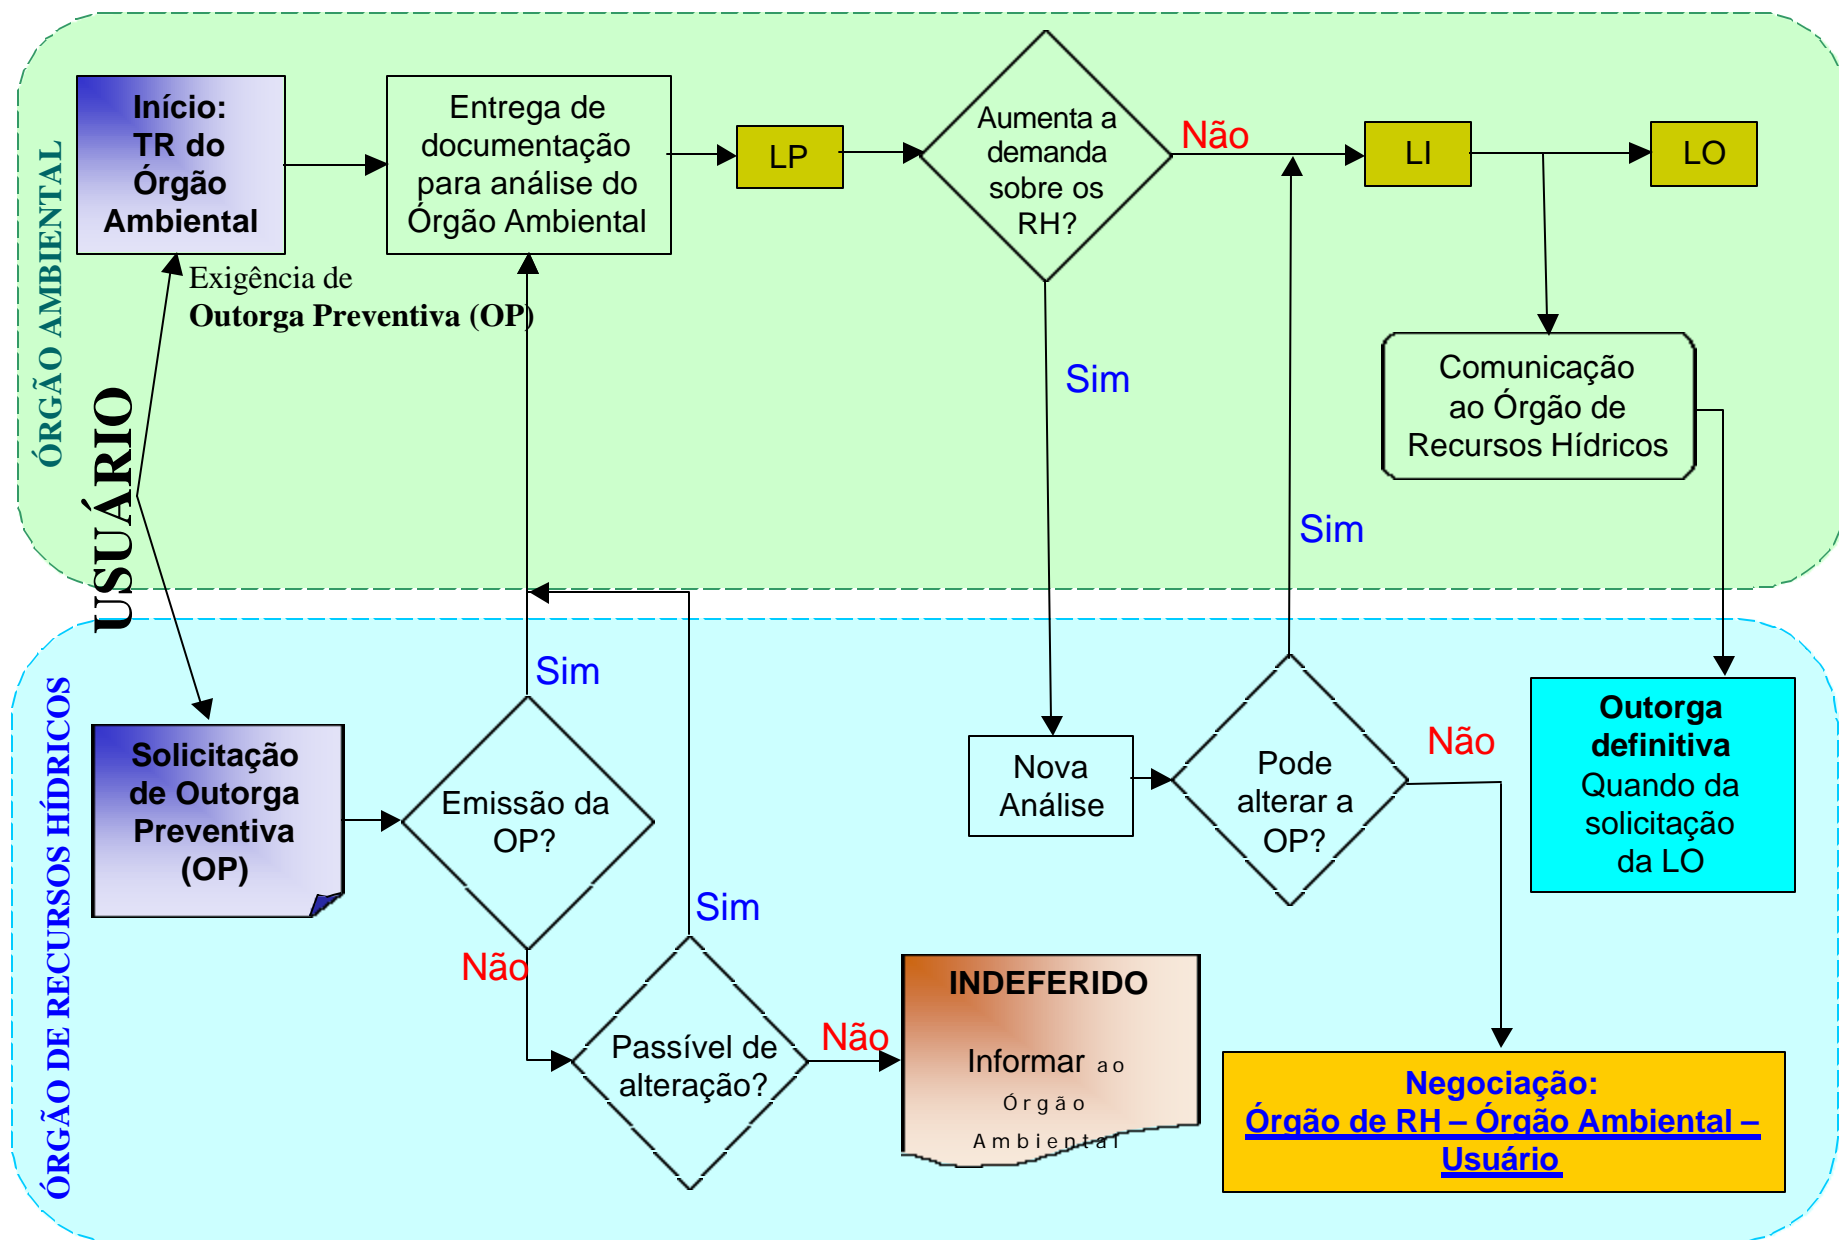 ÓRGÃO AMBIENTAL
Início:
TR do
Órgão
Ambiental
Entrega de
documentação
para análise do
Órgão Ambiental
LP
Aumenta a
demanda
sobre os
RH?
Não
LI
LO
Exigência de
Outorga Preventiva (OP)
Sim
Comunicação
ao Órgão de
Recursos Hídricos
USUÁRIO
Sim
ÓRGÃO DE RECURSOS HÍDRICOS
Solicitação
de Outorga
Preventiva
(OP)
Sim
Emissão da
OP?
Não
Sim
Passível de
alteração?
Não
INDEFERIDO
Informar ao
Órgão
Ambiental
Nova
Análise
Pode
alterar a
OP?
Não
Outorga
definitiva
Quando da
solicitação
da LO
Negociação:
Órgão de RH – Órgão Ambiental –
Usuário